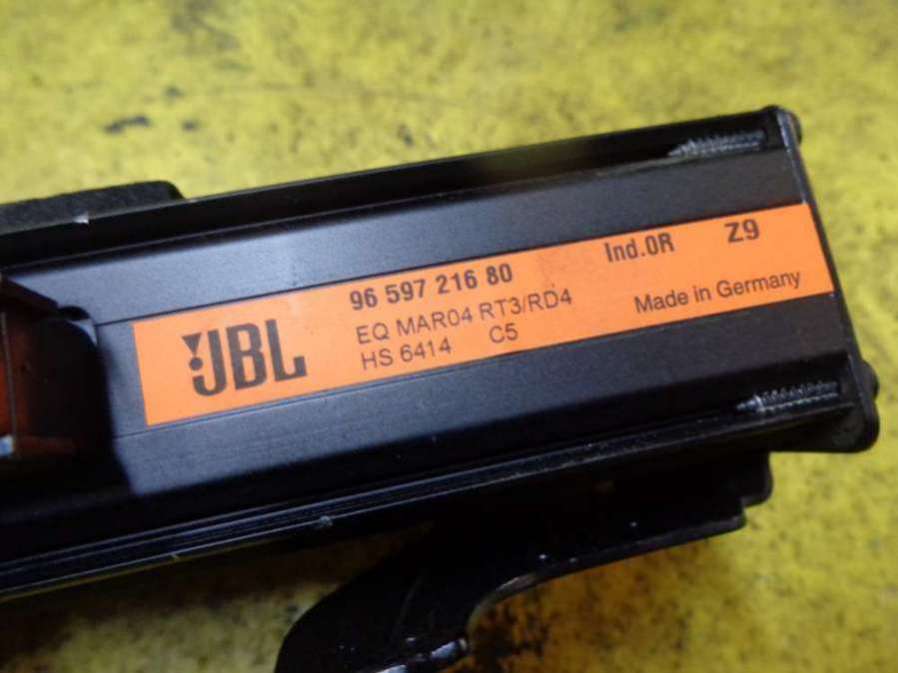 JBL
96 597 216 80
Ind.0R
Z9
EQ MAR04 RT3/RD4
HS 6414 C5
Made in Germany